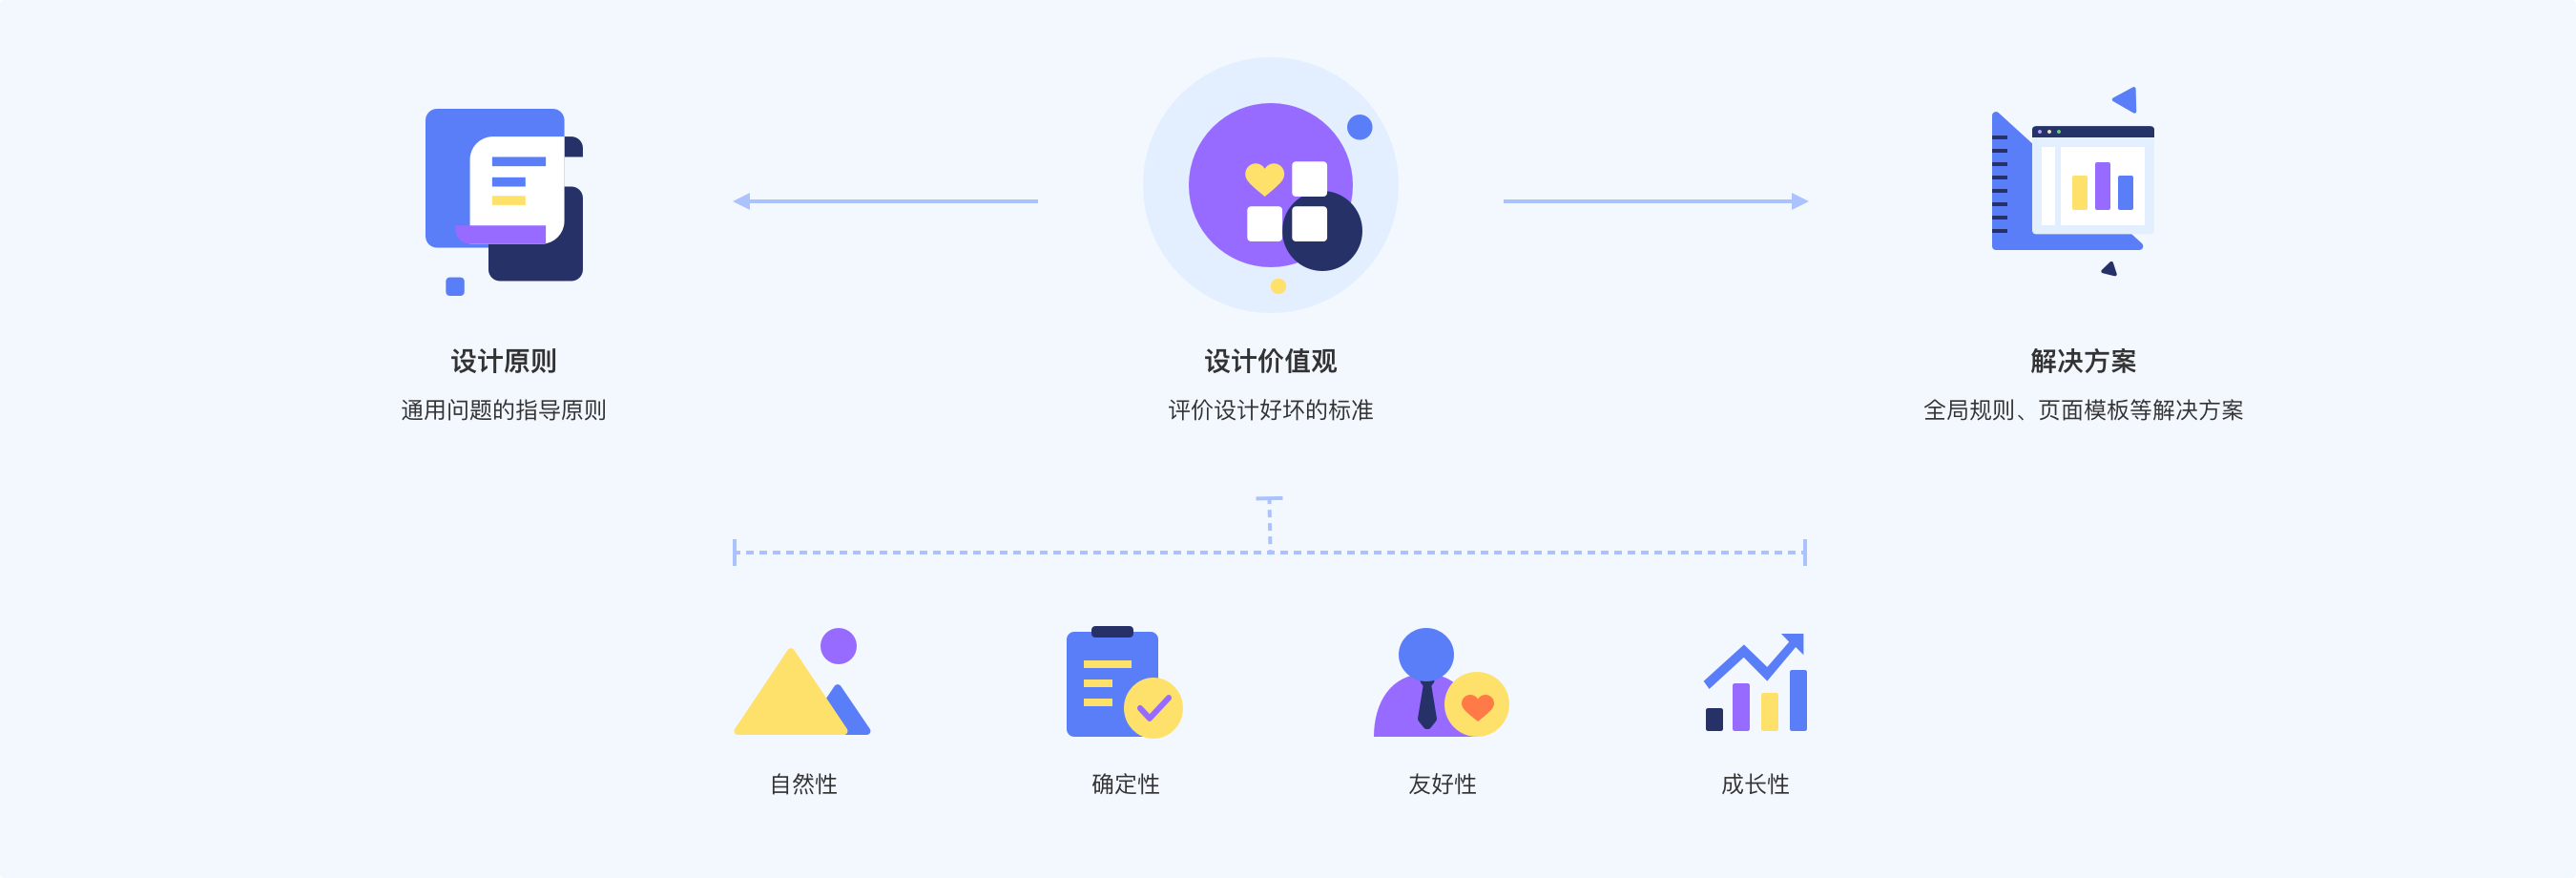 设计原则
通用问题的指导原则
设计价值观
评价设计好坏的标准
解决方案
全局规则、页面模板等解决方案
自然性
确定性
友好性
成长性